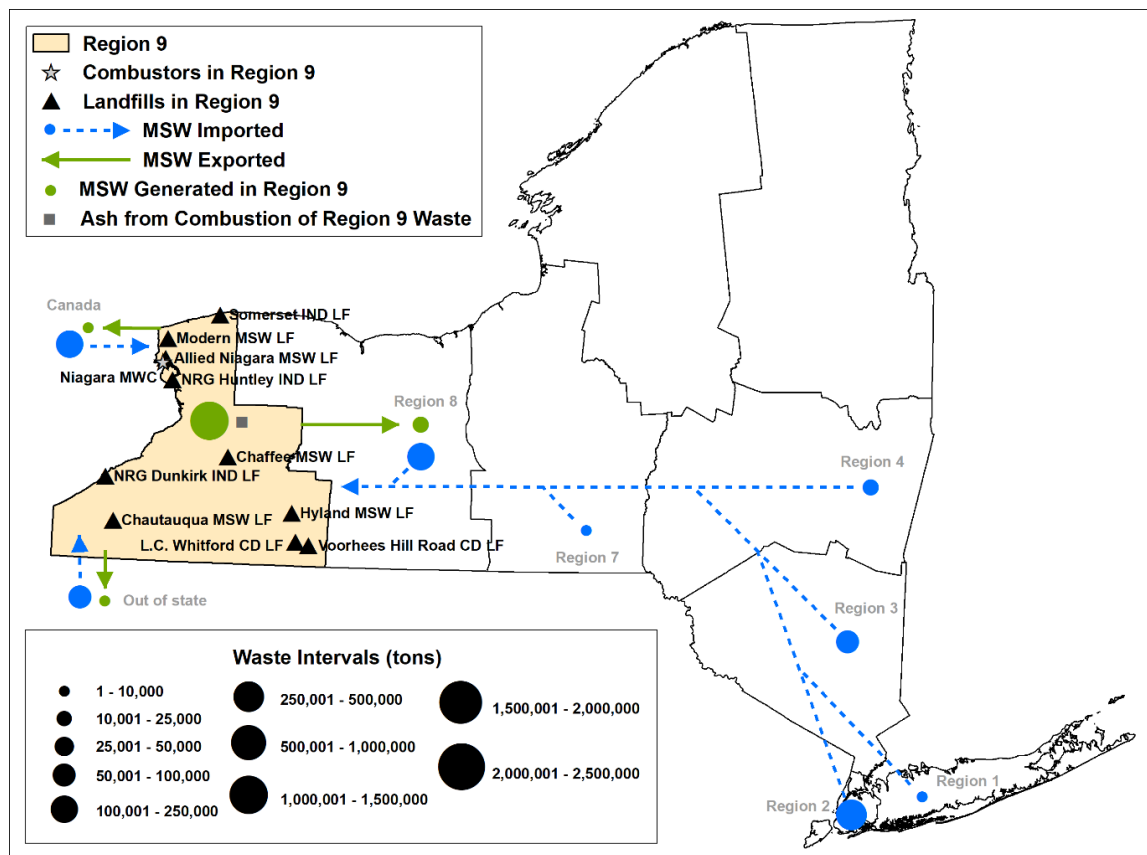 Region 9
Combustors in Region 9
Landfills in Region 9
MSW Imported
MSW Exported
MSW Generated in Region 9
Ash from Combustion of Region 9 Waste
Canada
Somerset IND LF
Modern MSW LF
Allied Niagara MSW LF
Niagara MWC
NRG Huntley IND LF
Region 8
Chaffee MSW LF
Region 4
NRG Dunkirk IND LF
Hyland MSW LF
Chautauqua MSW LF
L.C. Whitford CD LF
Voorhees Hill Road CD LF
Region 7
Out of state
Region 3
Region 1
Region 2
Waste Intervals (tons)
1 - 10,000
10,001 - 25,000
25,001 - 50,000
50,001 - 100,000
100,001 - 250,000
250,001 - 500,000
500,001 - 1,000,000
1,000,001 - 1,500,000
1,500,001 - 2,000,000
2,000,001 - 2,500,000